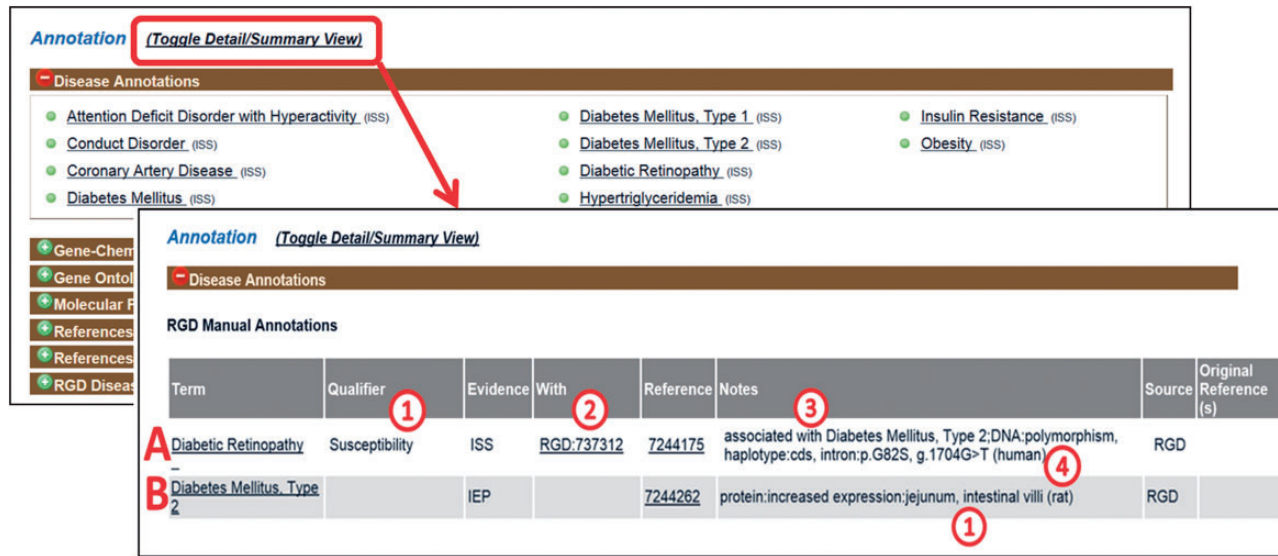 Annotation (Toggle Detail/Summary View)
Disease Annotations
Attention Deficit Disorder with Hyperactivity (ISS)
Conduct Disorder (ISS)
Coronary Artery Disease (ISS)
Diabetes Mellitus (ISS)
Diabetes Mellitus, Type 1 (ISS)
Diabetes Mellitus, Type 2 (ISS)
Diabetic Retinopathy (ISS)
Hypertriglyceridemia (ISS)
Insulin Resistance (ISS)
Obesity (ISS)
Gene-Chem
Gene Ontol
Molecular P
References
References
RGD Diseas
Annotation (Toggle Detail/Summary View)
Disease Annotations
RGD Manual Annotations
Term Qualifier Evidence With Reference Notes Source Original Reference (s)
1 2 3
A Diabetic Retinopathy Susceptibility ISS RGD:737312 7244175 associated with Diabetes Mellitus, Type 2;DNA:polymorphism, RGD
haplotype:cds, intron:p.G82S, g.1704G>T (human) 4
B Diabetes Mellitus, Type 2 IEP 7244262 protein:increased expression:jejunum, intestinal villi (rat) RGD
1